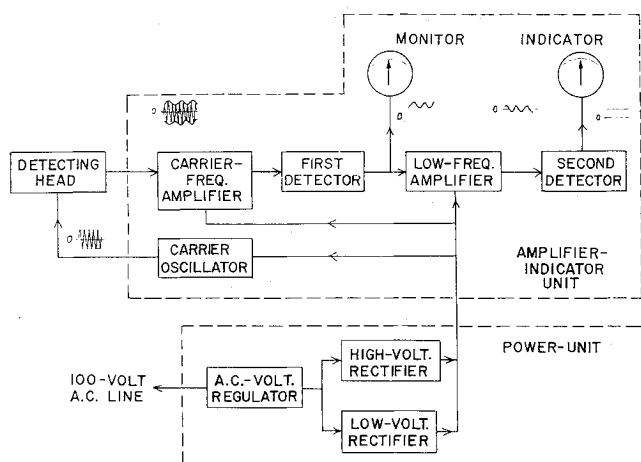 MONITOR
INDICATOR
DETECTING
HEAD
CARRIER-
FREQ.
AMPLIFIER
FIRST
DETECTOR
LOW-FREQ.
AMPLIFIER
SECOND
DETECTOR
CARRIER
OSCILLATOR
AMPLIFIER-
INDICATOR
UNIT
POWER-UNIT
HIGH-VOLT.
RECTIFIER
100-VOLT
A.C. LINE
A.C.-VOLT.
REGULATOR
LOW-VOLT.
RECTIFIER